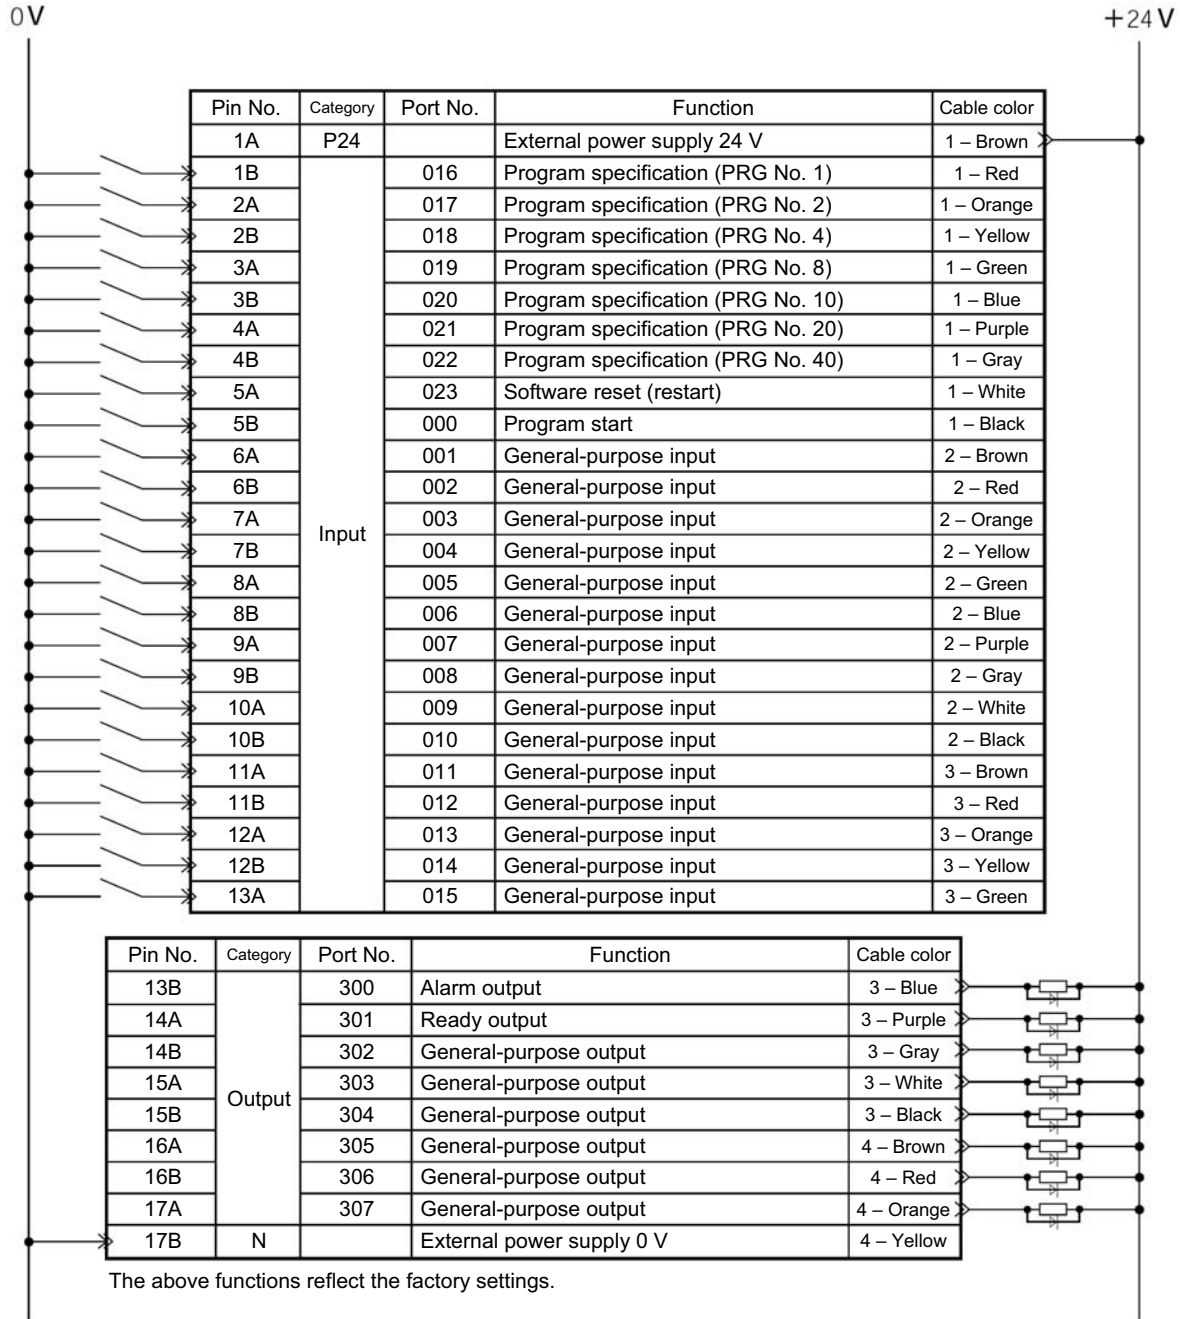 0V +24V
Pin No. Category Port No. Function Cable color
1A P24 External power supply 24 V 1 – Brown
1B 016 Program specification (PRG No. 1) 1 – Red
2A 017 Program specification (PRG No. 2) 1 – Orange
2B 018 Program specification (PRG No. 4) 1 – Yellow
3A 019 Program specification (PRG No. 8) 1 – Green
3B 020 Program specification (PRG No. 10) 1 – Blue
4A 021 Program specification (PRG No. 20) 1 – Purple
4B 022 Program specification (PRG No. 40) 1 – Gray
5A 023 Software reset (restart) 1 – White
5B 000 Program start 1 – Black
6A 001 General-purpose input 2 – Brown
6B 002 General-purpose input 2 – Red
7A 003 General-purpose input 2 – Orange
Input
7B 004 General-purpose input 2 – Yellow
8A 005 General-purpose input 2 – Green
8B 006 General-purpose input 2 – Blue
9A 007 General-purpose input 2 – Purple
9B 008 General-purpose input 2 – Gray
10A 009 General-purpose input 2 – White
10B 010 General-purpose input 2 – Black
11A 011 General-purpose input 3 – Brown
11B 012 General-purpose input 3 – Red
12A 013 General-purpose input 3 – Orange
12B 014 General-purpose input 3 – Yellow
13A 015 General-purpose input 3 – Green
Pin No. Category Port No. Function Cable color
13B 300 Alarm output 3 – Blue
14A 301 Ready output 3 – Purple
14B 302 General-purpose output 3 – Gray
15A 303 General-purpose output 3 – White
Output
15B 304 General-purpose output 3 – Black
16A 305 General-purpose output 4 – Brown
16B 306 General-purpose output 4 – Red
17A 307 General-purpose output 4 – Orange
17B N External power supply 0 V 4 – Yellow
The above functions reflect the factory settings.